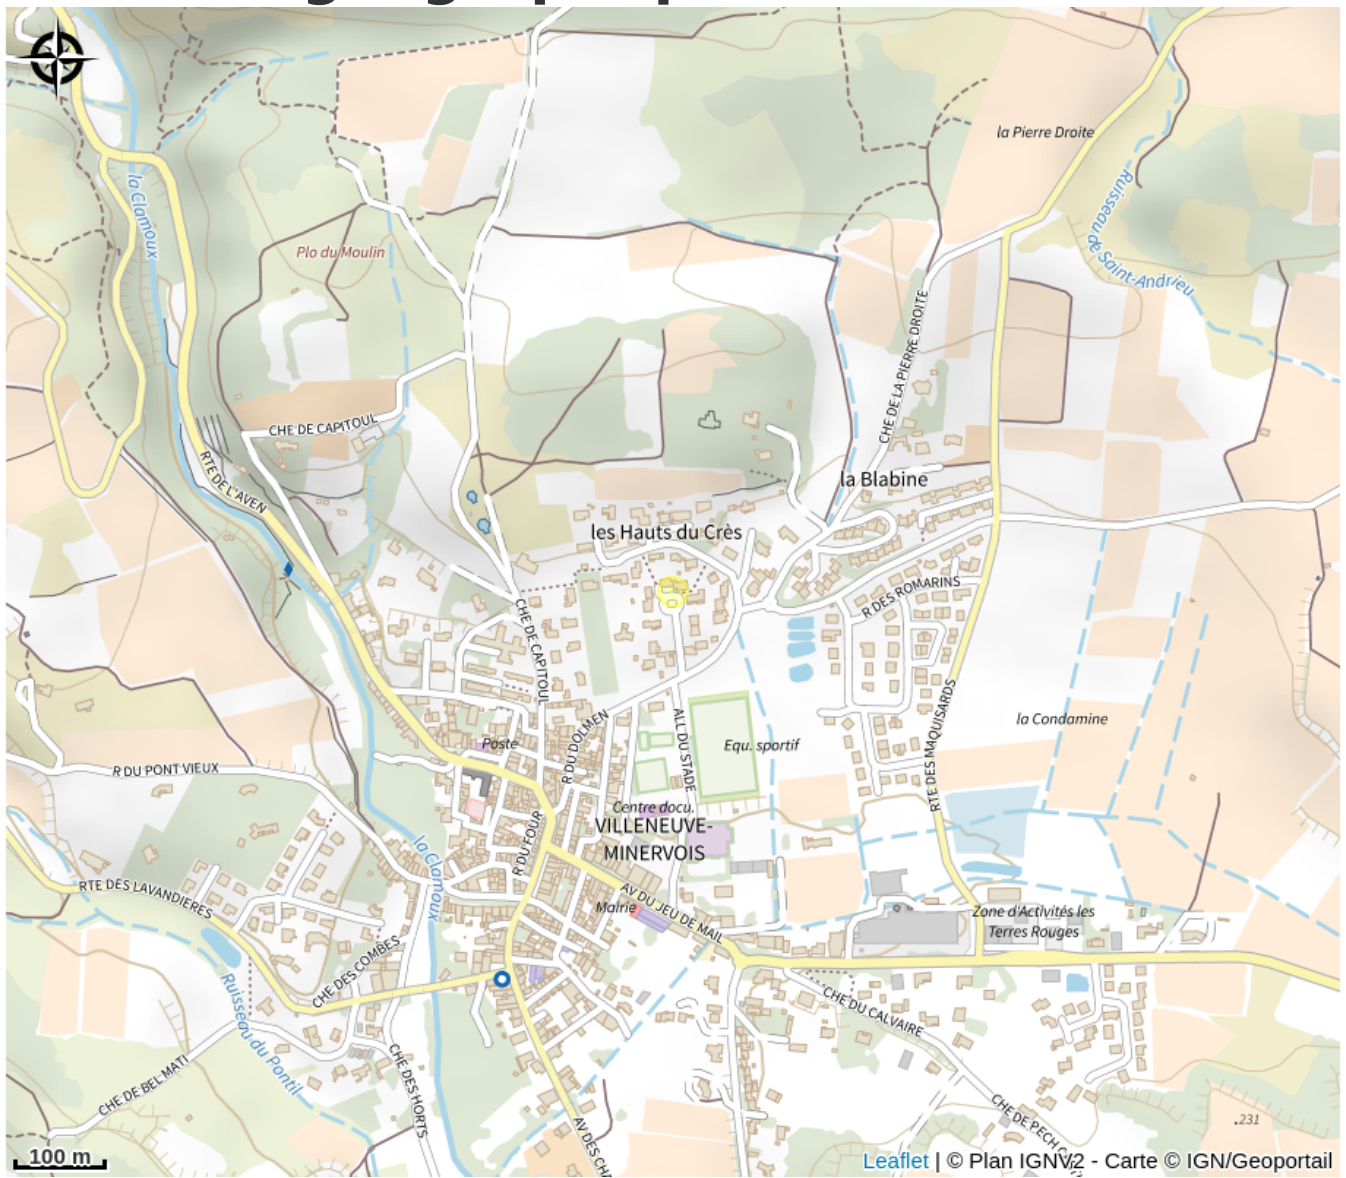 la Pierre Droite
la Clamoux
Ruisseau de Saint-Andrieu
Plo du Moulin
CHE DE LA PIERRE DROITE
CHE DE CAPITOUL
RTE DE L'AVEN
la Blabine
les Hauts du Crès
R DES ROMARINS
CHE DE CAPITOUL
R DU DOLMEN
ALL DU STADE
Equ. sportif
RTE DES MAQUISARDS
la Condamine
Poste
R DU PONT VIEUX
Centre docu.
VILLENEUVE-
MINERVOIS
R DU FOUR
la Clamoux
RTE DES LAVANDIERES
AV DU JEU DE MAIL
Mairie
Zone d'Activités les
Terres Rouges
CHE DES COMBES
Ruisseau du Pontil
CHE DU CALVAIRE
CHE DE BEL MATI
CHE DES HORTS
AV DES
CHE DE PECH
.231
100 m
Leaflet | © Plan IGNV2 - Carte © IGN/Geoportail